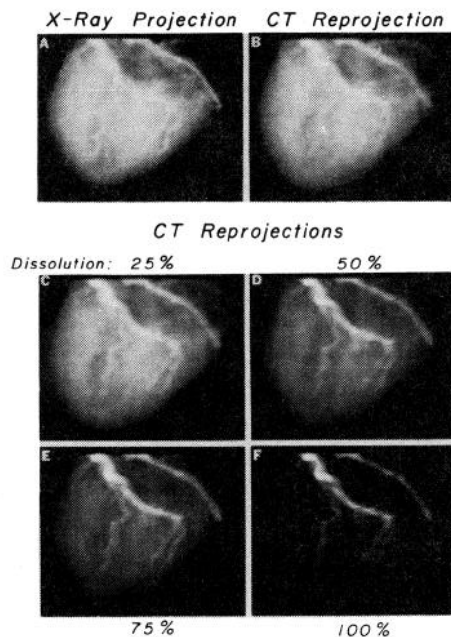 X-Ray Projection CT Reprojection
A B
CT Reprojections
Dissolution: 25% 50%
C D
E F
75% 100%